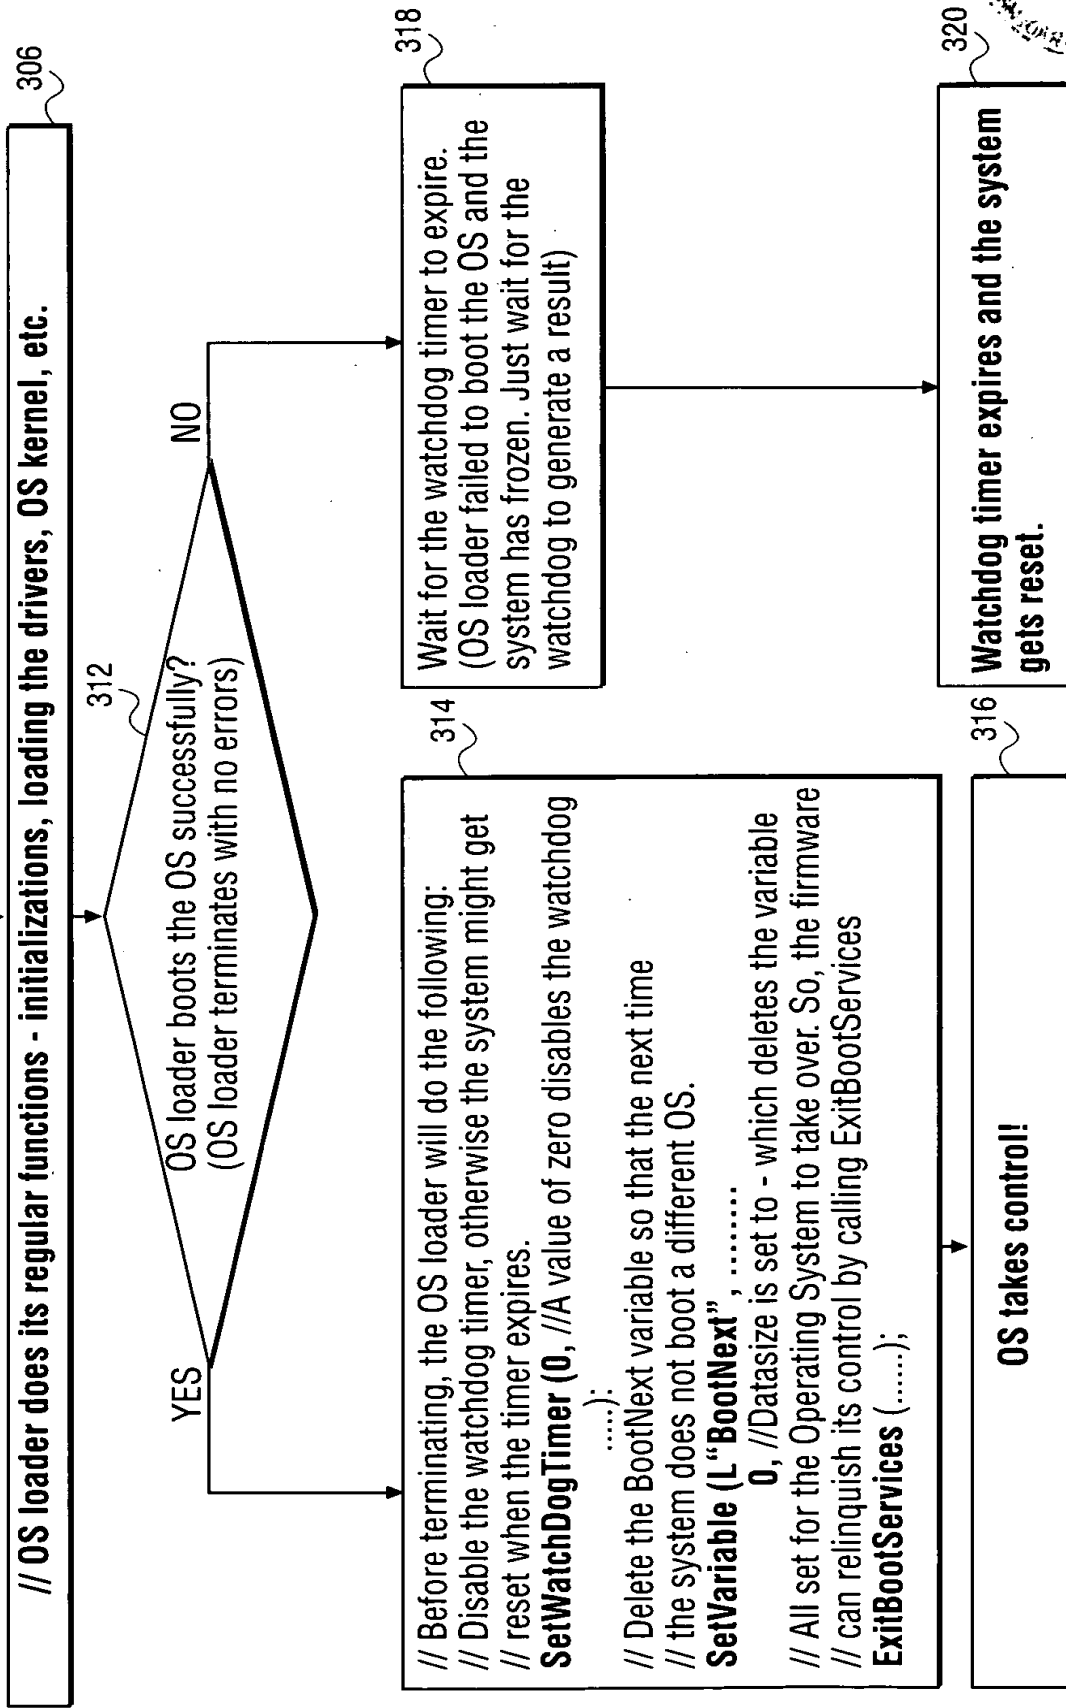 306
// OS loader does its regular functions - initializations, loading the drivers, OS kernel, etc.
312
OS loader boots the OS successfully?
(OS loader terminates with no errors)
YES
NO
314
// Before terminating, the OS loader will do the following:
// Disable the watchdog timer, otherwise the system might get
// reset when the timer expires.
SetWatchDogTimer (0, //A value of zero disables the watchdog
.....):
// Delete the BootNext variable so that the next time
// the system does not boot a different OS.
SetVariable (L“BootNext” , ........
0, //Datasize is set to - which deletes the variable
// All set for the Operating System to take over. So, the firmware
// can relinquish its control by calling ExitBootServices
ExitBootServices (......);
318
Wait for the watchdog timer to expire.
(OS loader failed to boot the OS and the
system has frozen. Just wait for the
watchdog to generate a result)
316
OS takes control!
320
Watchdog timer expires and the system
gets reset.